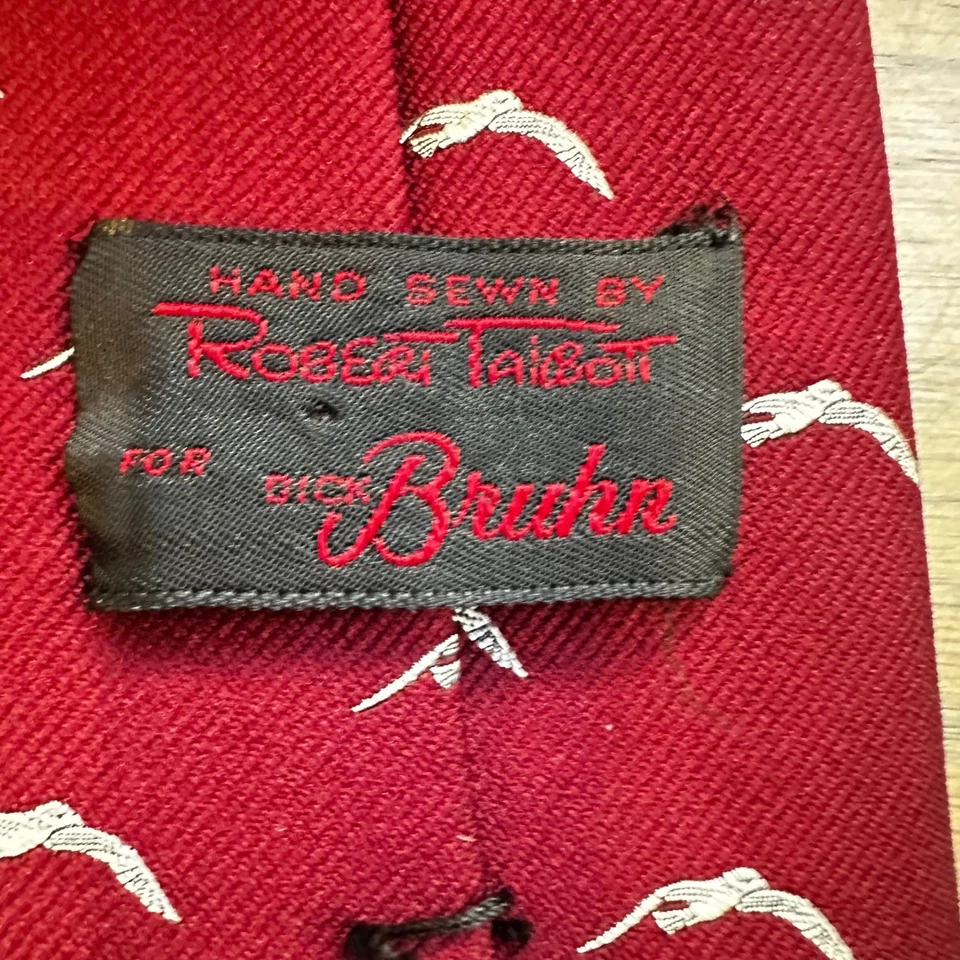 HAND SEWN BY
ROBERT TALBOTT
FOR DICK Bruhn